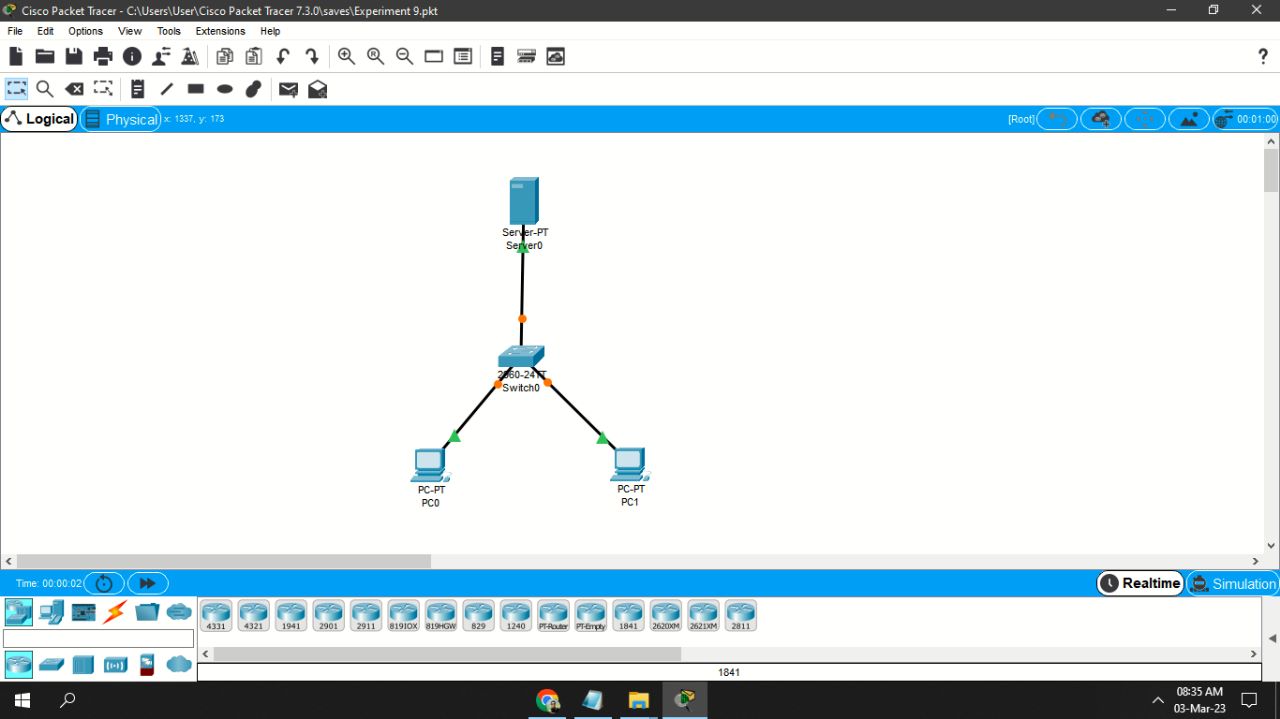 Cisco Packet Tracer - C:\Users\User\Cisco Packet Tracer 7.3.0\saves\Experiment 9.pkt
File Edit Options View Tools Extensions Help
?
Logical Physical x: 1337, y: 173 [Root] 00:01:00
Server-PT
Server0
2960-24TT
Switch0
PC-PT
PC0
PC-PT
PC1
Time: 00:00:02 Realtime Simulation
4331 4321 1941 2901 2911 819IOX 819HGW 829 1240 PT-Router PT-Empty 1841 2620XM 2621XM 2811
1841
08:35 AM
03-Mar-23